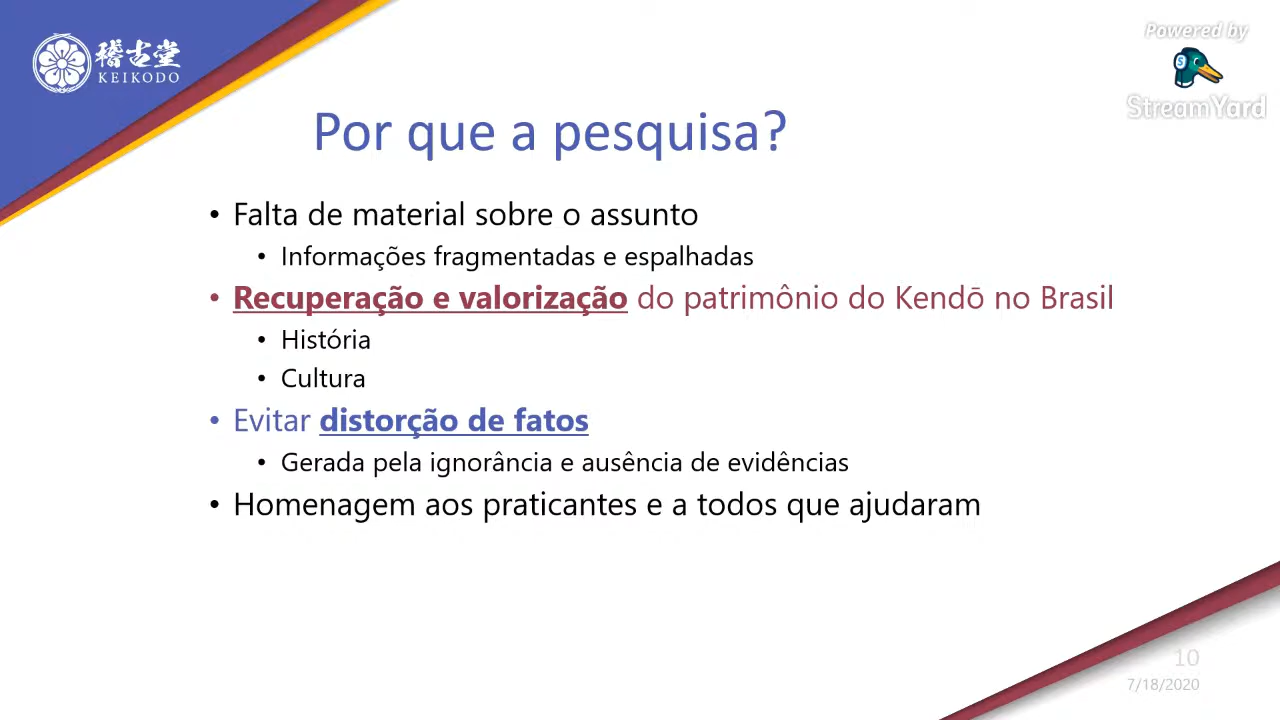 稽古堂
KEIKODO
Powered by
StreamYard
Por que a pesquisa?
• Falta de material sobre o assunto
• Informações fragmentadas e espalhadas
• Recuperação e valorização do patrimônio do Kendō no Brasil
• História
• Cultura
• Evitar distorção de fatos
• Gerada pela ignorância e ausência de evidências
• Homenagem aos praticantes e a todos que ajudaram
10
7/18/2020